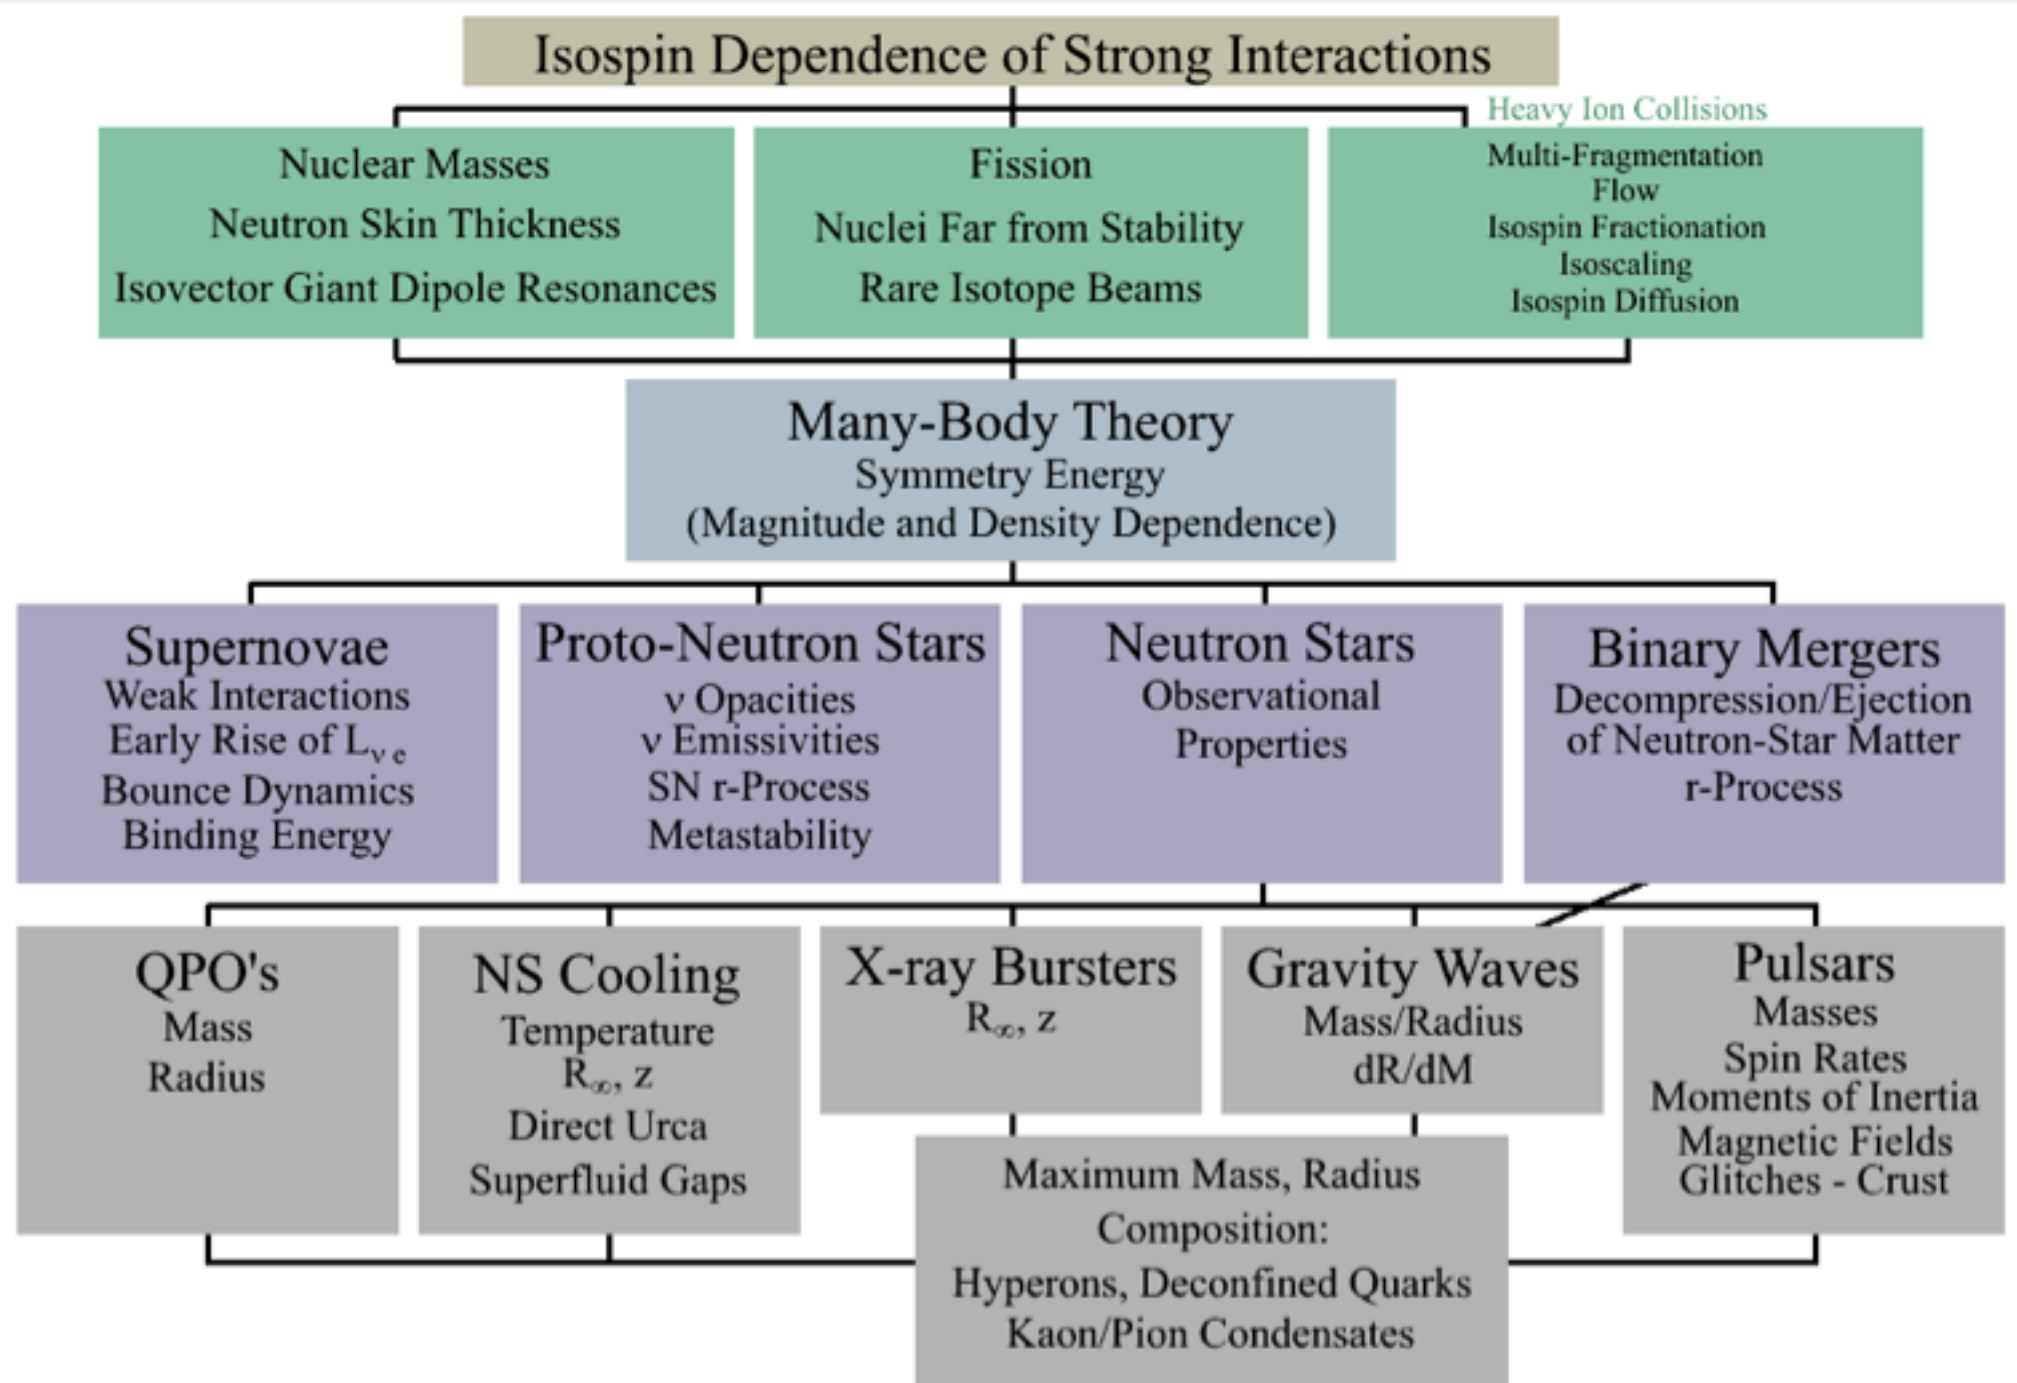 Isospin Dependence of Strong Interactions
Nuclear Masses
Neutron Skin Thickness
Isovector Giant Dipole Resonances
Fission
Nuclei Far from Stability
Rare Isotope Beams
Heavy Ion Collisions
Multi-Fragmentation
Flow
Isospin Fractionation
Isoscaling
Isospin Diffusion
Many-Body Theory
Symmetry Energy
(Magnitude and Density Dependence)
Supernovae
Weak Interactions
Early Rise of L_ν e
Bounce Dynamics
Binding Energy
Proto-Neutron Stars
ν Opacities
ν Emissivities
SN r-Process
Metastability
Neutron Stars
Observational
Properties
Binary Mergers
Decompression/Ejection
of Neutron-Star Matter
r-Process
QPO's
Mass
Radius
NS Cooling
Temperature
R∞, z
Direct Urca
Superfluid Gaps
X-ray Bursters
R∞, z
Gravity Waves
Mass/Radius
dR/dM
Pulsars
Masses
Spin Rates
Moments of Inertia
Magnetic Fields
Glitches - Crust
Maximum Mass, Radius
Composition:
Hyperons, Deconfined Quarks
Kaon/Pion Condensates